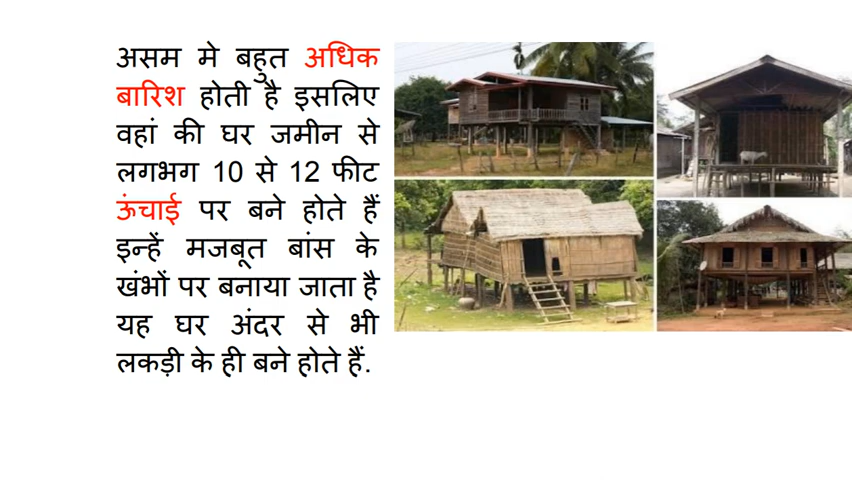 असम मे बहुत अधिक
बारिश होती है इसलिए
वहां की घर जमीन से
लगभग 10 से 12 फीट
ऊंचाई पर बने होते हैं
इन्हें मजबूत बांस के
खंभों पर बनाया जाता है
यह घर अंदर से भी
लकड़ी के ही बने होते हैं.